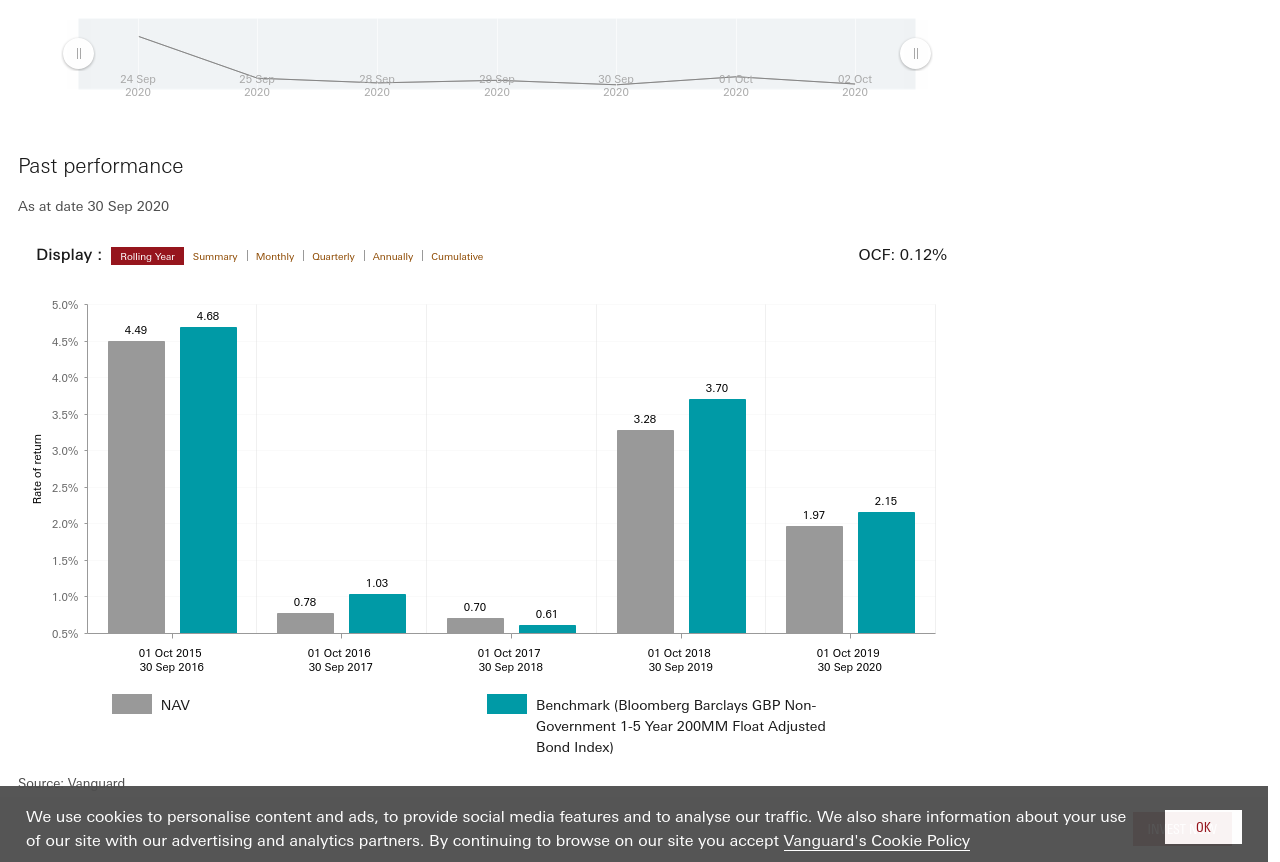 24 Sep 25 Sep 28 Sep 29 Sep 30 Sep 01 Oct 02 Oct
2020 2020 2020 2020 2020 2020 2020
Past performance
As at date 30 Sep 2020
Display : Rolling Year Summary Monthly Quarterly Annually Cumulative OCF: 0.12%
5.0%
4.68
4.49
4.5%
4.0%
3.70
3.5%
3.28
3.0%
Rate of return
2.5%
2.15
1.97
2.0%
1.5%
1.03
1.0%
0.78
0.70
0.61
0.5%
01 Oct 2015 01 Oct 2016 01 Oct 2017 01 Oct 2018 01 Oct 2019
30 Sep 2016 30 Sep 2017 30 Sep 2018 30 Sep 2019 30 Sep 2020
NAV
Benchmark (Bloomberg Barclays GBP Non-
Government 1-5 Year 200MM Float Adjusted
Bond Index)
Source: Vanguard
We use cookies to personalise content and ads, to provide social media features and to analyse our traffic. We also share information about your use
of our site with our advertising and analytics partners. By continuing to browse on our site you accept Vanguard's Cookie Policy
OK